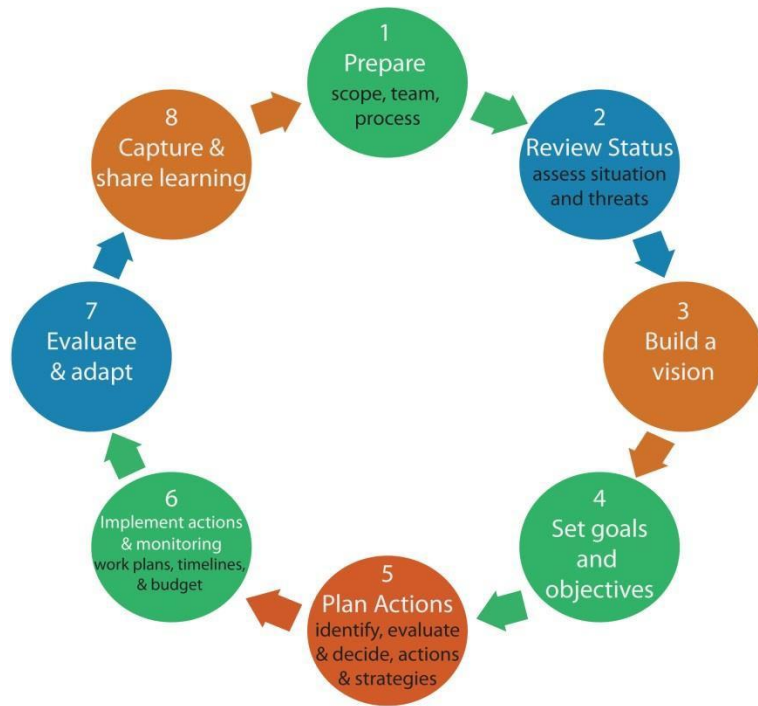 1
Prepare
scope, team,
process
2
Review Status
assess situation
and threats
3
Build a
vision
4
Set goals
and
objectives
5
Plan Actions
identify, evaluate
& decide, actions
& strategies
6
Implement actions
& monitoring
work plans, timelines,
& budget
7
Evaluate
& adapt
8
Capture &
share learning